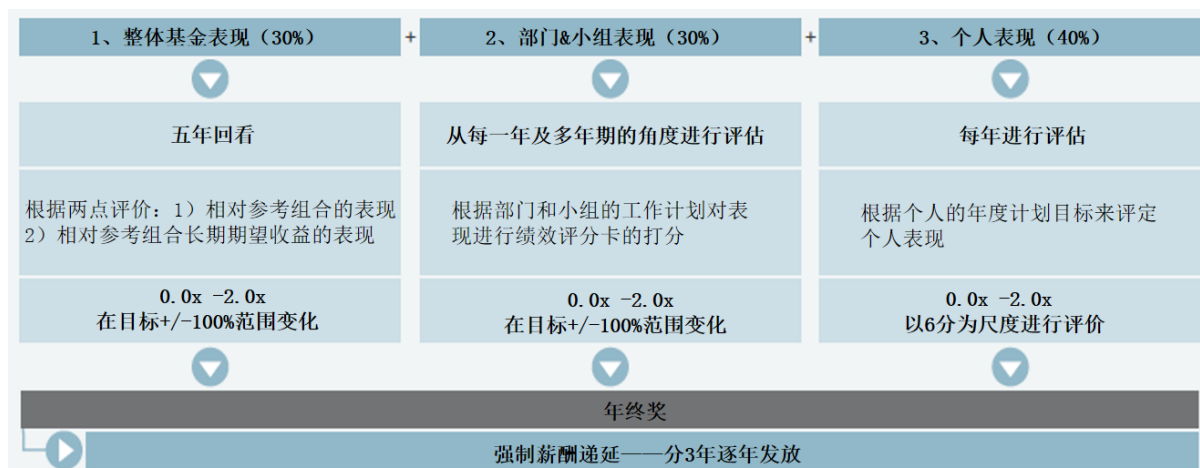 1、整体基金表现（30%）
+
2、部门&小组表现（30%）
+
3、个人表现（40%）
五年回看
从每一年及多年期的角度进行评估
每年进行评估
根据两点评价：1）相对参考组合的表现
2）相对参考组合长期期望收益的表现
根据部门和小组的工作计划对表
现进行绩效评分卡的打分
根据个人的年度计划目标来评定
个人表现
0.0x -2.0x
在目标+/-100%范围变化
0.0x -2.0x
在目标+/-100%范围变化
0.0x -2.0x
以6分为尺度进行评价
年终奖
强制薪酬递延——分3年逐年发放